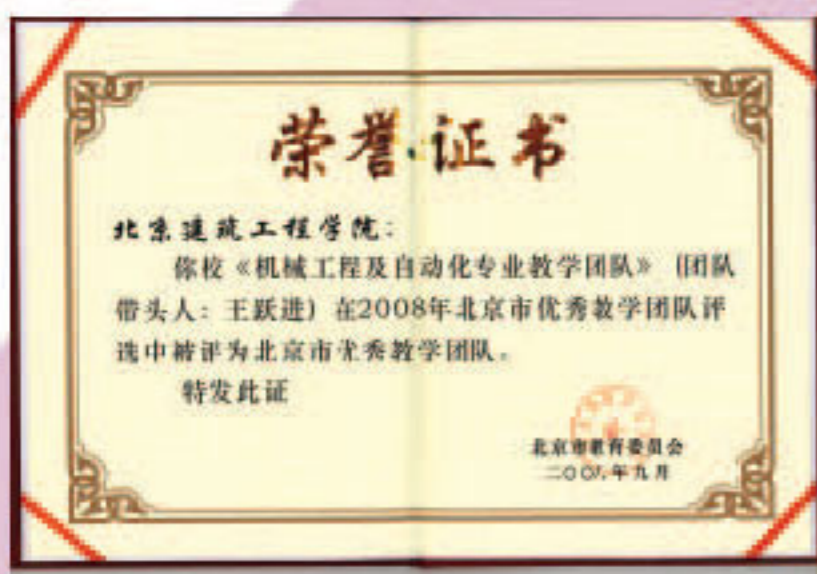 荣誉证书
北京建筑工程学院：
你校《机械工程及自动化专业教学团队》（团队
带头人：王跃进）在2008年北京市优秀教学团队评
选中被评为北京市优秀教学团队。
特发此证
北京市教育委员会
二〇〇八年九月